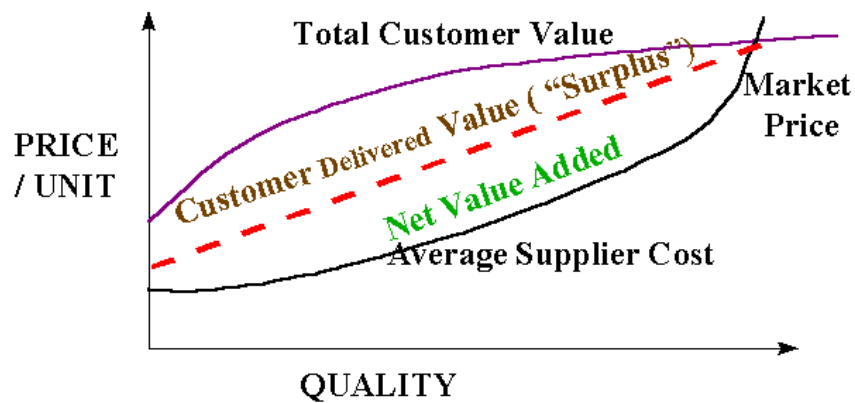 Total Customer Value
Customer Delivered Value ( “Surplus”)
Market
Price
PRICE
/ UNIT
Net Value Added
Average Supplier Cost
QUALITY